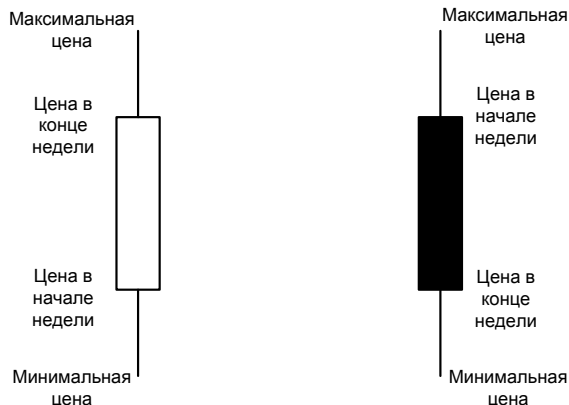 Максимальная
цена
Цена в
конце
недели
Цена в
начале
недели
Минимальная
цена
Максимальная
цена
Цена в
начале
недели
Цена в
конце
недели
Минимальная
цена